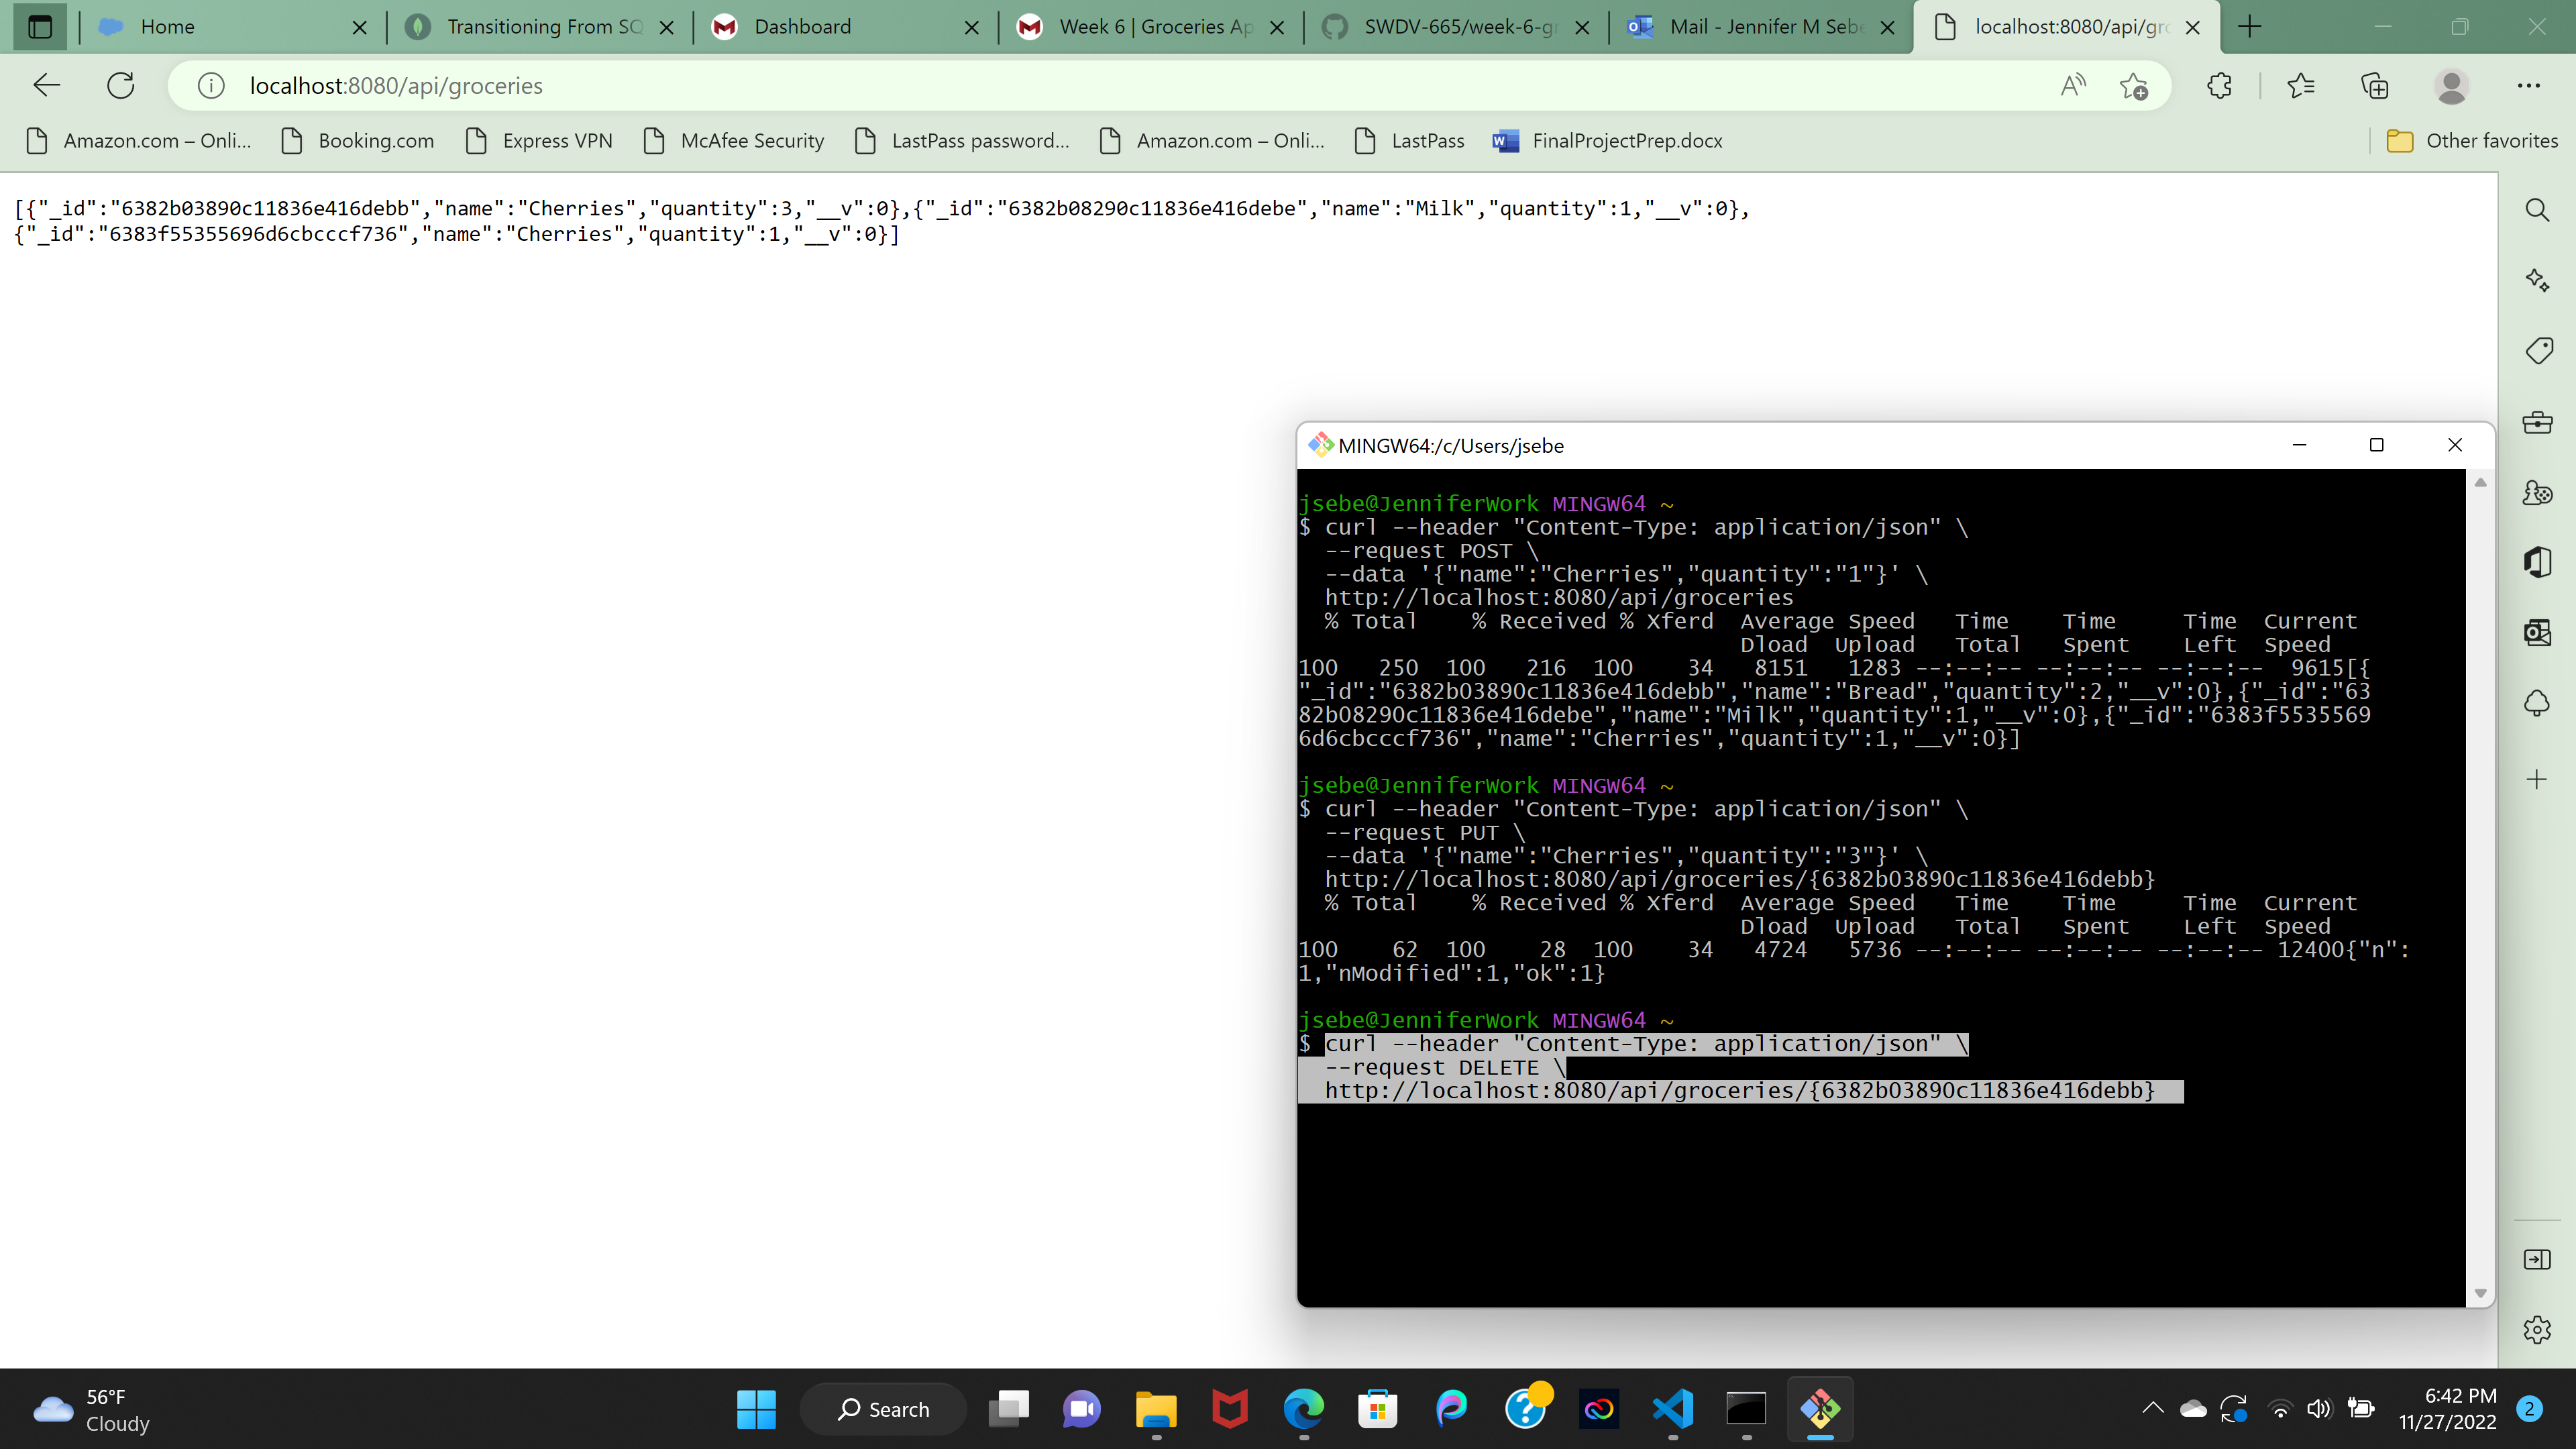 Home
Transitioning From SQ
Dashboard
Week 6 | Groceries Ap
SWDV-665/week-6-gr
Mail - Jennifer M Sebe
localhost:8080/api/gro
localhost:8080/api/groceries
Amazon.com – Onli...
Booking.com
Express VPN
McAfee Security
LastPass password...
Amazon.com – Onli...
LastPass
FinalProjectPrep.docx
Other favorites
[{"_id":"6382b03890c11836e416debb","name":"Cherries","quantity":3,"__v":0},{"_id":"6382b08290c11836e416debe","name":"Milk","quantity":1,"__v":0},
{"_id":"6383f55355696d6cbcccf736","name":"Cherries","quantity":1,"__v":0}]
MINGW64:/c/Users/jsebe
jsebe@JenniferWork MINGW64 ~
$ curl --header "Content-Type: application/json" \
--request POST \
--data '{"name":"Cherries","quantity":"1"}' \
http://localhost:8080/api/groceries
% Total % Received % Xferd Average Speed Time Time Time Current
Dload Upload Total Spent Left Speed
100 250 100 216 100 34 8151 1283 --:--:-- --:--:-- --:--:-- 9615[{
"_id":"6382b03890c11836e416debb","name":"Bread","quantity":2,"__v":0},{"_id":"63
82b08290c11836e416debe","name":"Milk","quantity":1,"__v":0},{"_id":"6383f5535569
6d6cbcccf736","name":"Cherries","quantity":1,"__v":0}]
jsebe@JenniferWork MINGW64 ~
$ curl --header "Content-Type: application/json" \
--request PUT \
--data '{"name":"Cherries","quantity":"3"}' \
http://localhost:8080/api/groceries/{6382b03890c11836e416debb}
% Total % Received % Xferd Average Speed Time Time Time Current
Dload Upload Total Spent Left Speed
100 62 100 28 100 34 4724 5736 --:--:-- --:--:-- --:--:-- 12400{"n":
1,"nModified":1,"ok":1}
jsebe@JenniferWork MINGW64 ~
$ curl --header "Content-Type: application/json" \
--request DELETE \
http://localhost:8080/api/groceries/{6382b03890c11836e416debb}
56°F
Cloudy
Search
6:42 PM
11/27/2022
2